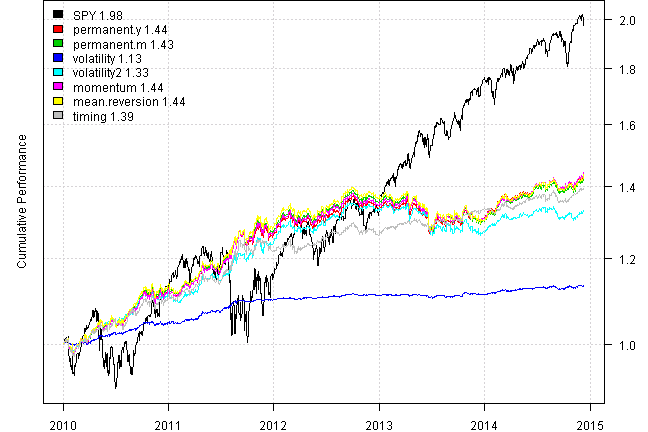 SPY 1.98
permanent.y 1.44
permanent.m 1.43
volatility 1.13
volatility2 1.33
momentum 1.44
mean.reversion 1.44
timing 1.39
Cumulative Performance
2.0
1.8
1.6
1.4
1.2
1.0
2010 2011 2012 2013 2014 2015